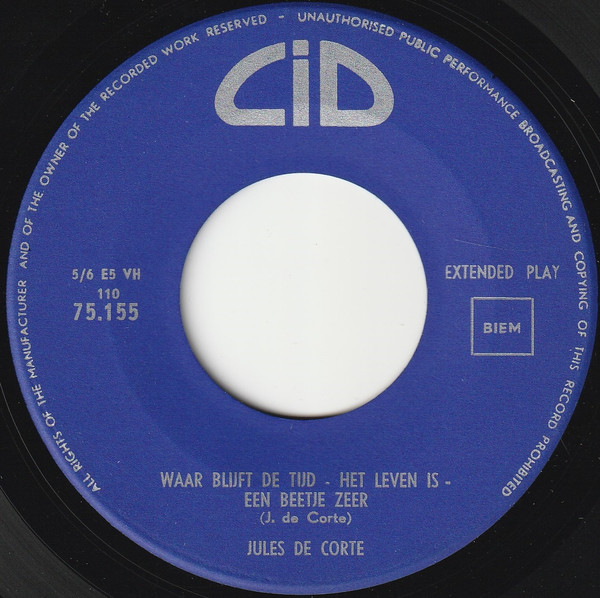 ALL RIGHTS OF THE MANUFACTURER AND OF THE OWNER OF THE RECORDED WORK RESERVED - UNAUTHORISED PUBLIC PERFORMANCE BROADCASTING AND COPYING OF THIS RECORD PROHIBITED
CID
5/6 E5 VH
110
75.155
EXTENDED PLAY
BIEM
WAAR BLIJFT DE TIJD - HET LEVEN IS -
EEN BEETJE ZEER
(J. de Corte)
JULES DE CORTE